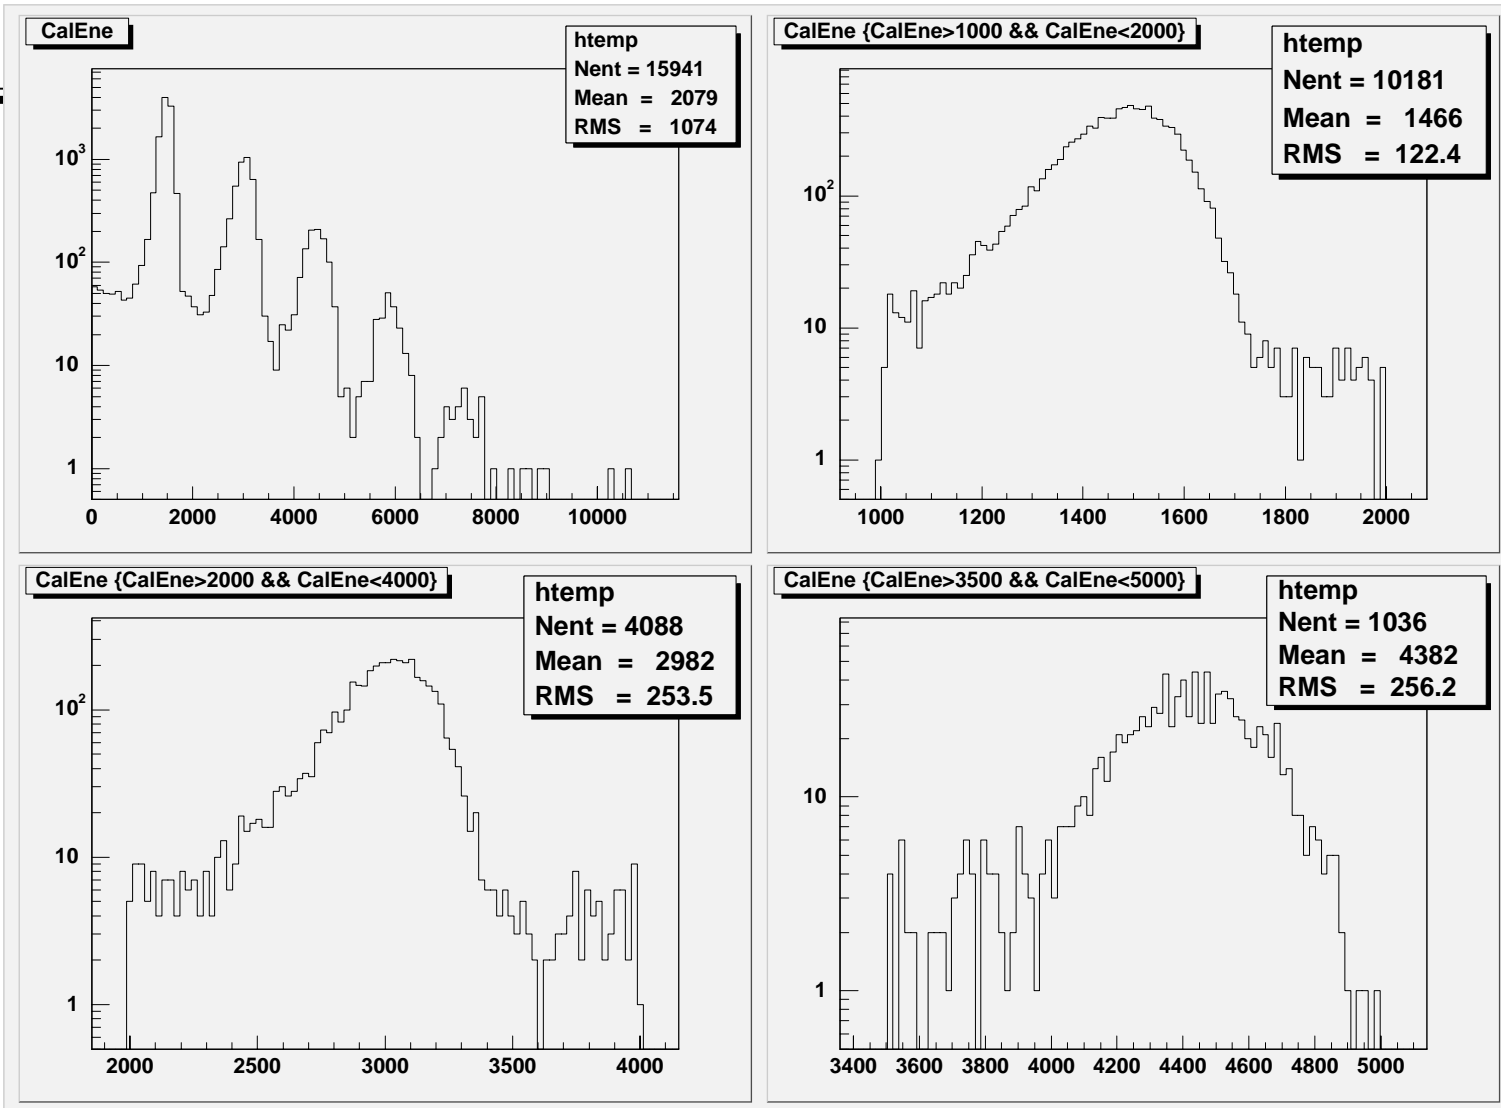 CalEne
htemp
Nent = 15941
Mean = 2079
RMS = 1074
10³
10²
10
1
0 2000 4000 6000 8000 10000
CalEne {CalEne>1000 && CalEne<2000}
htemp
Nent = 10181
Mean = 1466
RMS = 122.4
10²
10
1
1000 1200 1400 1600 1800 2000
CalEne {CalEne>2000 && CalEne<4000}
htemp
Nent = 4088
Mean = 2982
RMS = 253.5
10²
10
1
2000 2500 3000 3500 4000
CalEne {CalEne>3500 && CalEne<5000}
htemp
Nent = 1036
Mean = 4382
RMS = 256.2
10
1
3400 3600 3800 4000 4200 4400 4600 4800 5000